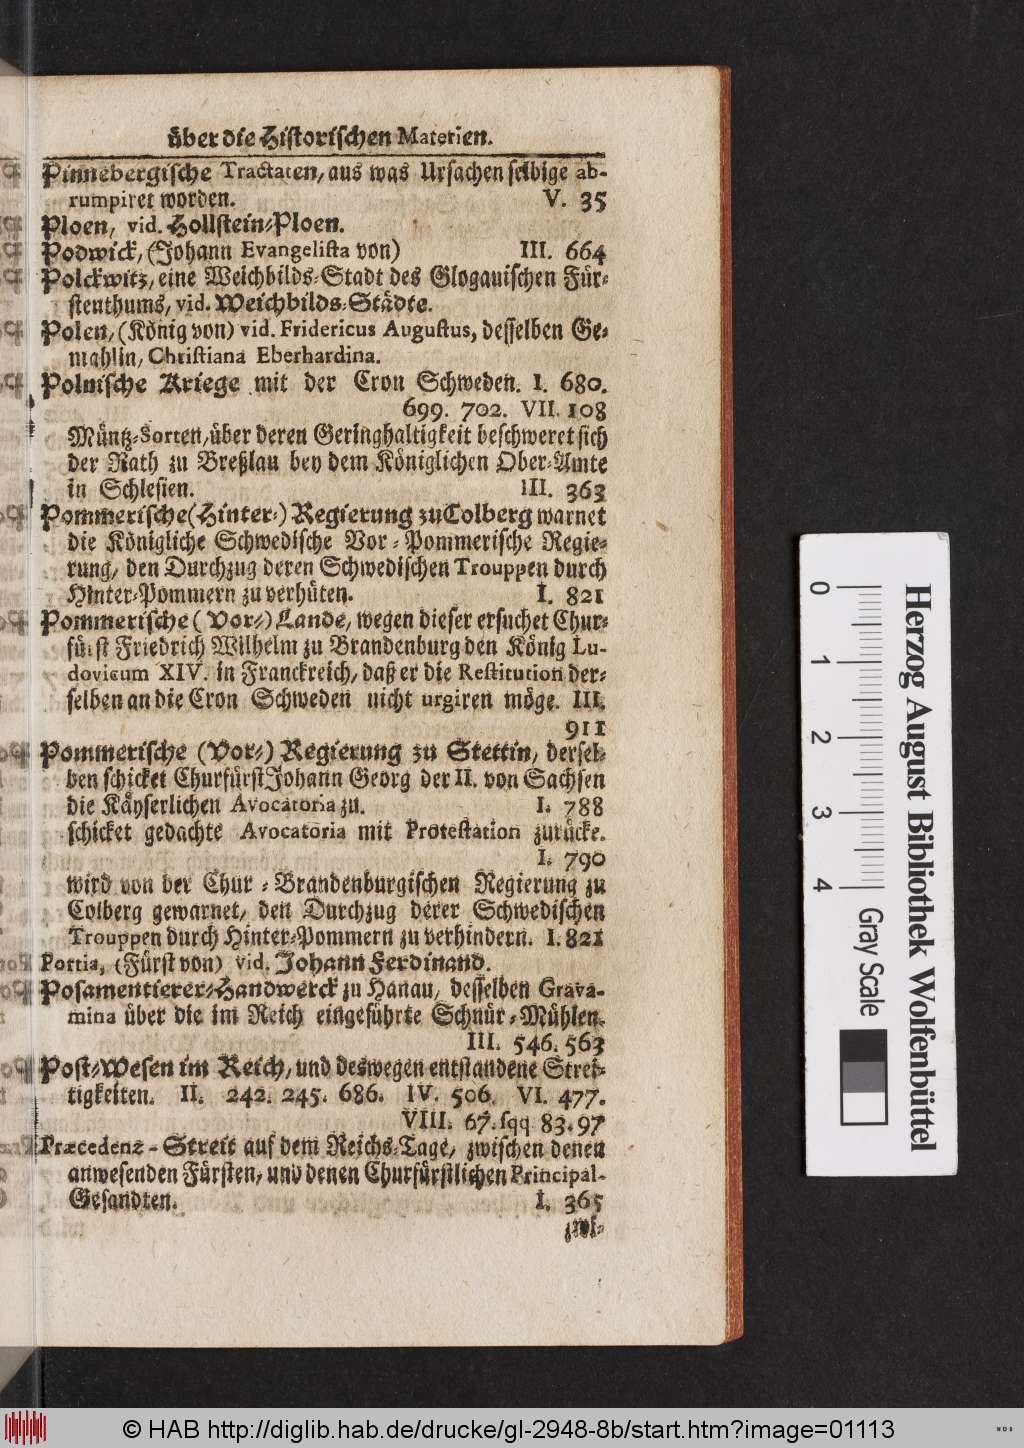 über die Historischen Materien.
Pinnebergische Tractaten, aus was Ursachen selbige ab-
rumpiret worden. V. 35
Ploen, vid. Hollstein-Ploen.
Podwick, (Johann Evangelista von) III. 664
Polckwitz, eine Weichbilds-Stadt des Glogauischen Für-
stenthums, vid. Weichbilds-Städte.
Polen, (König von) vid. Fridericus Augustus, desselben Ge-
mahlin, Christiana Eberhardina.
Polnische Kriege mit der Cron Schweden. I. 680.
699. 702. VII. 108
Müntz-Sorten, über deren Geringhaltigkeit beschweret sich
der Rath zu Breßlau bey dem Königlichen Ober-Amte
in Schlesien. III. 363
Pommerische (Hinter-) Regierung zu Colberg warnet
die Königliche Schwedische Vor-Pommerische Regie-
rung, den Durchzug deren Schwedischen Trouppen durch
Hinter-Pommern zu verhüten. I. 821
Pommerische (Vor-) Lande, wegen dieser ersuchet Chur-
fürst Friedrich Wilhelm zu Brandenburg den König Lu-
dovicum XIV. in Franckreich, daß er die Restitution der-
selben an die Cron Schweden nicht urgiren möge. III.
911
Pommerische (Vor-) Regierung zu Stettin, dersel-
ben schicket Churfürst Johann Georg der II. von Sachsen
die Käyserlichen Avocatoria zu. I. 788
schicket gedachte Avocatoria mit Protestation zurücke.
I. 790
wird von der Chur-Brandenburgischen Regierung zu
Colberg gewarnet, den Durchzug derer Schwedischen
Trouppen durch Hinter-Pommern zu verhindern. I. 821
Portia, (Fürst von) vid. Johann Ferdinand.
Posamentierer-Handwerck zu Hanau, desselben Grava-
mina über die im Reich eingeführte Schnür-Mühlen.
III. 546. 563
Post-Wesen im Reich, und deswegen entstandene Strei-
tigkeiten. II. 242. 245. 686. IV. 506. VI. 477.
VIII. 67. sqq 83. 97
Præcedenz-Streit auf dem Reichs-Tage, zwischen denen
anwesenden Fürsten, und denen Churfürstlichen Principal-
Gesandten. I. 365
zwi-
0 1 2 3 4 Gray Scale
Herzog August Bibliothek Wolfenbüttel
© HAB http://diglib.hab.de/drucke/gl-2948-8b/start.htm?image=01113